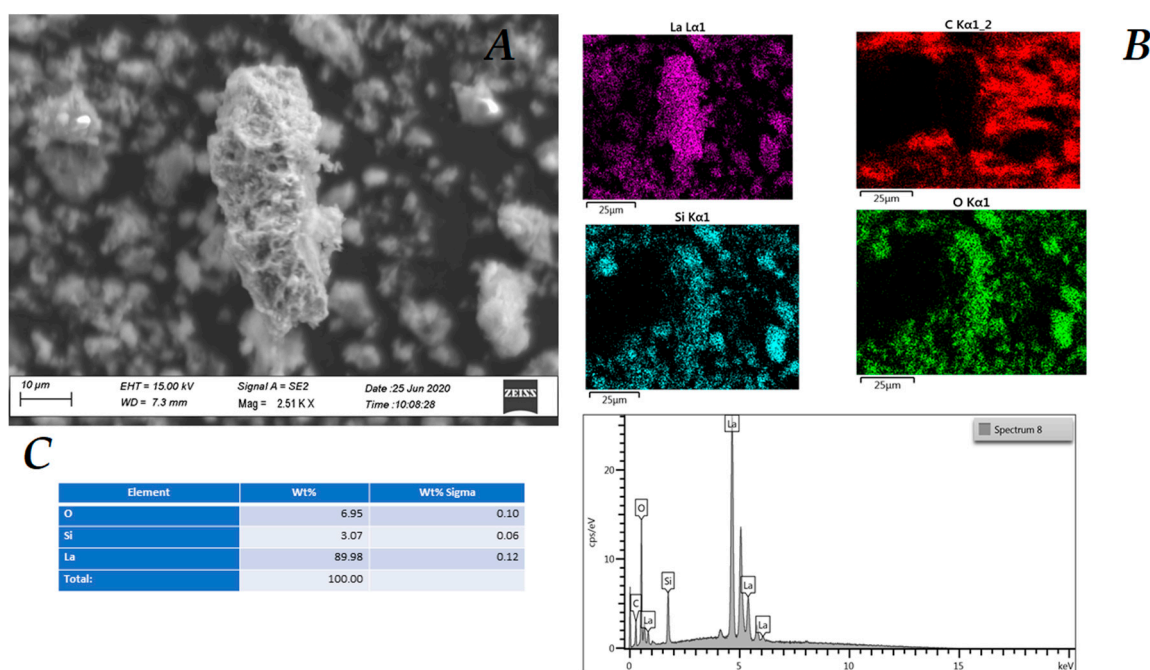 A
10 µm
EHT = 15.00 kV
WD = 7.3 mm
Signal A = SE2
Mag = 2.51 K X
Date :25 Jun 2020
Time :10:08:28
ZEISS
B
La Lα1
25µm
C Kα1_2
25µm
Si Kα1
25µm
O Kα1
25µm
C
Element Wt% Wt% Sigma
O 6.95 0.10
Si 3.07 0.06
La 89.98 0.12
Total: 100.00
Spectrum 8
cps/eV
20
10
0
C
O
La
Si
La
La
La
0 5 10 15 keV